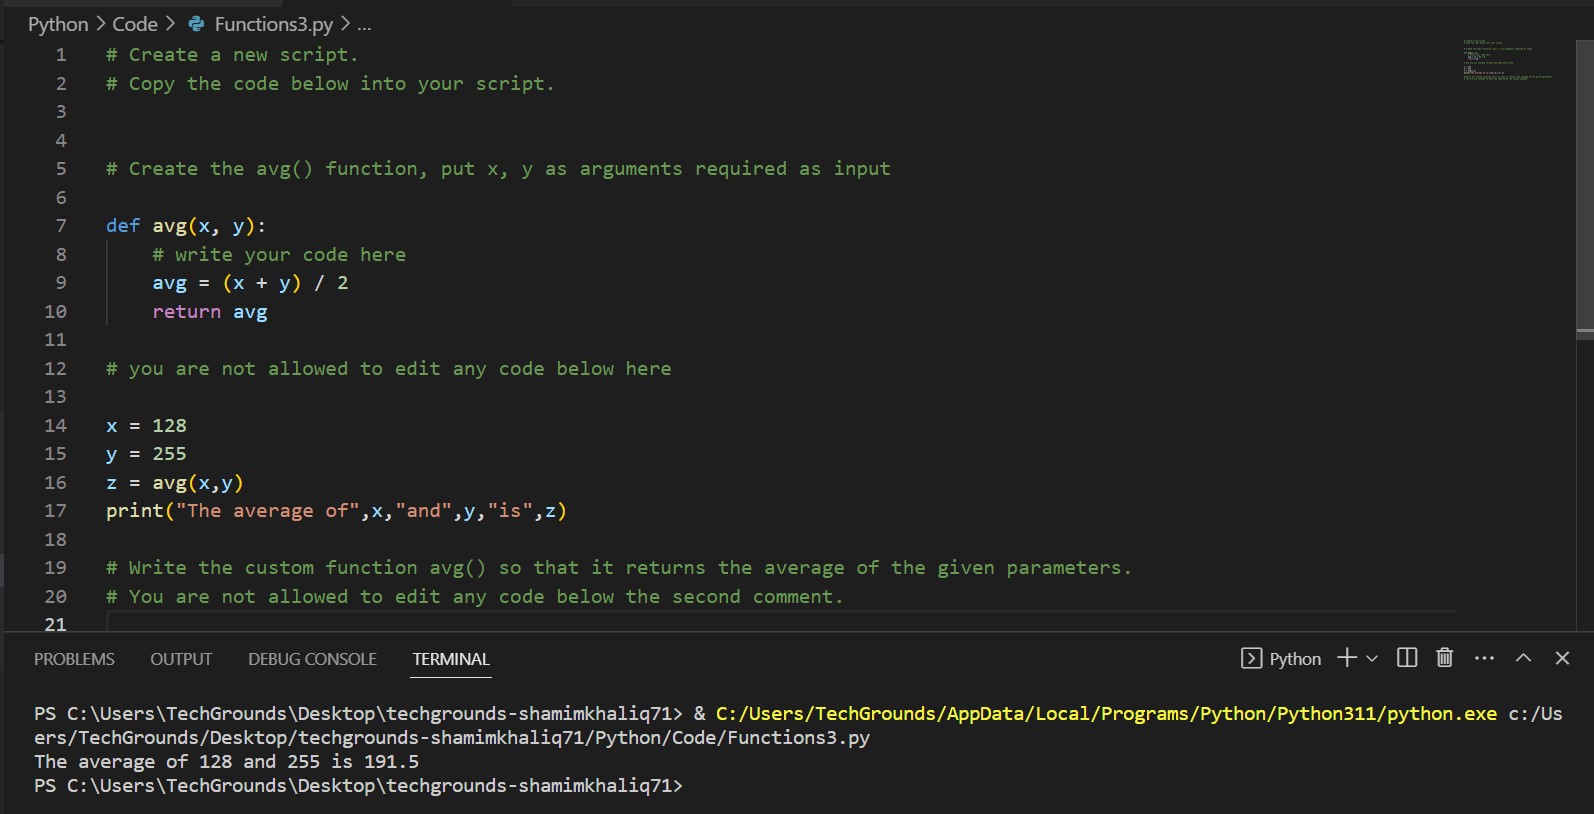 Python > Code > Functions3.py > ...
1 # Create a new script.
2 # Copy the code below into your script.
3
4
5 # Create the avg() function, put x, y as arguments required as input
6
7 def avg(x, y):
8     # write your code here
9     avg = (x + y) / 2
10     return avg
11
12 # you are not allowed to edit any code below here
13
14 x = 128
15 y = 255
16 z = avg(x,y)
17 print("The average of",x,"and",y,"is",z)
18
19 # Write the custom function avg() so that it returns the average of the given parameters.
20 # You are not allowed to edit any code below the second comment.
21
PROBLEMS OUTPUT DEBUG CONSOLE TERMINAL Python
PS C:\Users\TechGrounds\Desktop\techgrounds-shamimkhaliq71> & C:/Users/TechGrounds/AppData/Local/Programs/Python/Python311/python.exe c:/Us
ers/TechGrounds/Desktop/techgrounds-shamimkhaliq71/Python/Code/Functions3.py
The average of 128 and 255 is 191.5
PS C:\Users\TechGrounds\Desktop\techgrounds-shamimkhaliq71>